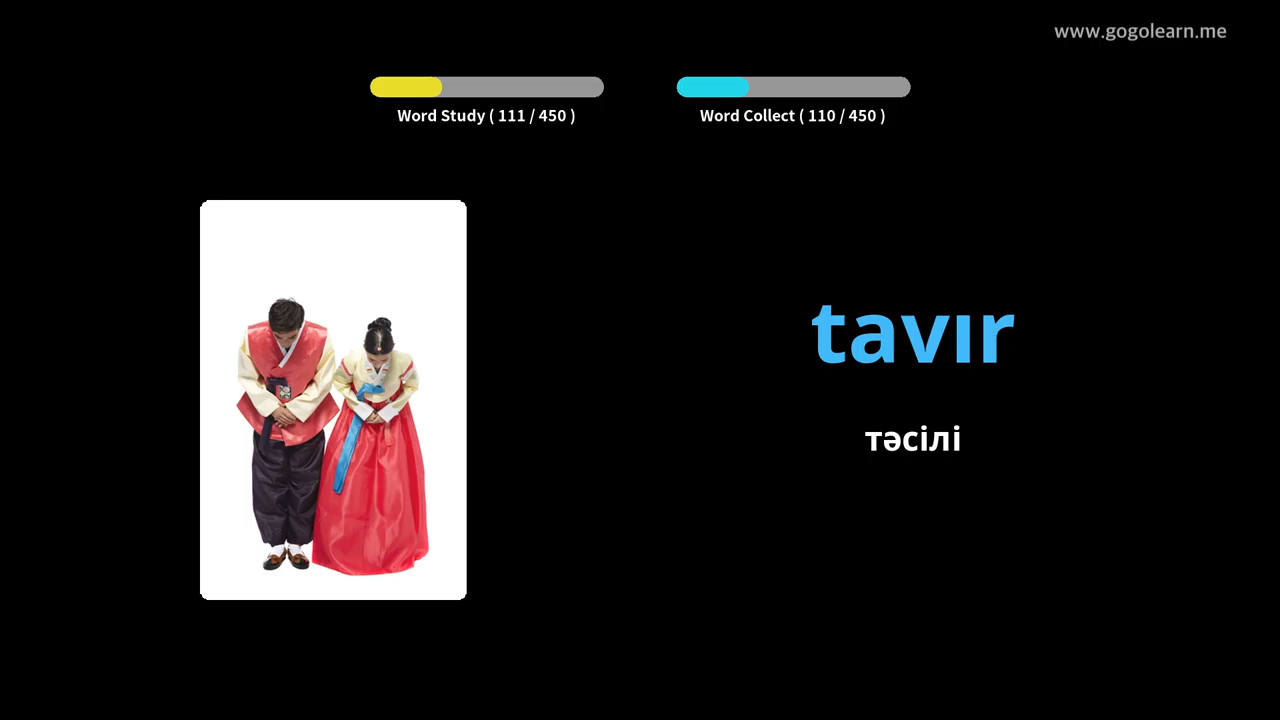 www.gogolearn.me
Word Study ( 111 / 450 )
Word Collect ( 110 / 450 )
tavır
тәсілі